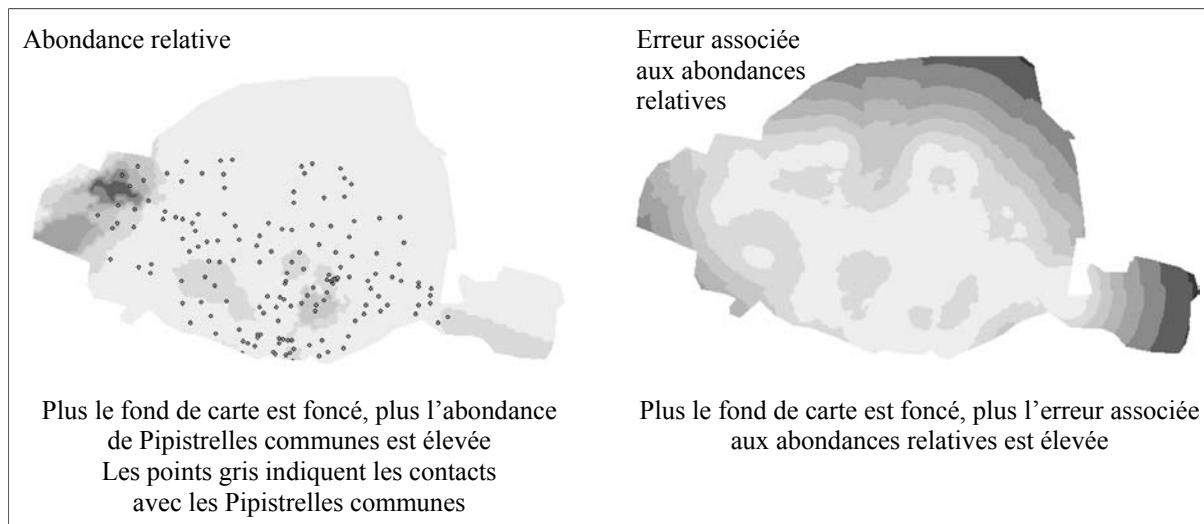 Abondance relative
Erreur associée
aux abondances
relatives
Plus le fond de carte est foncé, plus l’abondance
de Pipistrelles communes est élevée
Les points gris indiquent les contacts
avec les Pipistrelles communes
Plus le fond de carte est foncé, plus l’erreur associée
aux abondances relatives est élevée